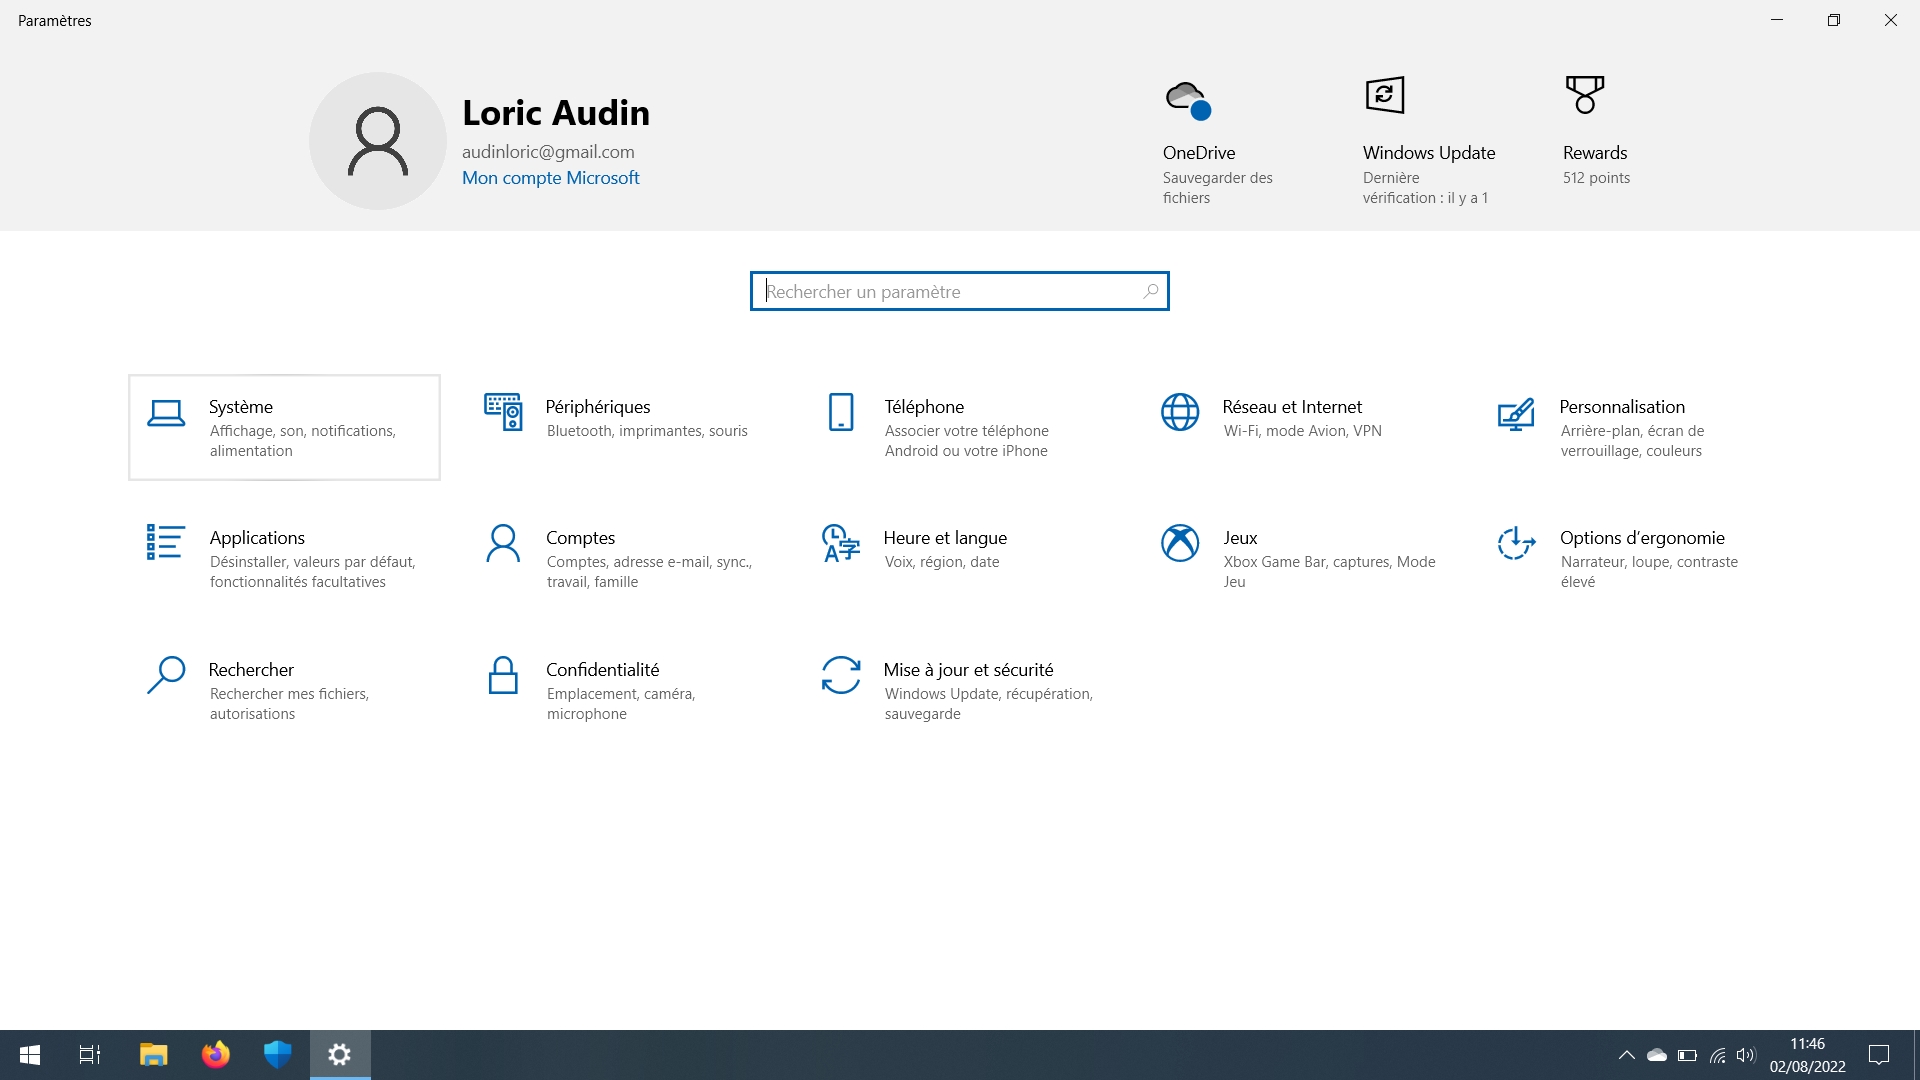 Paramètres
Loric Audin
audinloric@gmail.com
Mon compte Microsoft
OneDrive
Sauvegarder des
fichiers
Windows Update
Dernière
vérification : il y a 1
Rewards
512 points
Rechercher un paramètre
Système
Affichage, son, notifications,
alimentation
Périphériques
Bluetooth, imprimantes, souris
Téléphone
Associer votre téléphone
Android ou votre iPhone
Réseau et Internet
Wi-Fi, mode Avion, VPN
Personnalisation
Arrière-plan, écran de
verrouillage, couleurs
Applications
Désinstaller, valeurs par défaut,
fonctionnalités facultatives
Comptes
Comptes, adresse e-mail, sync.,
travail, famille
Heure et langue
Voix, région, date
Jeux
Xbox Game Bar, captures, Mode
Jeu
Options d’ergonomie
Narrateur, loupe, contraste
élevé
Rechercher
Rechercher mes fichiers,
autorisations
Confidentialité
Emplacement, caméra,
microphone
Mise à jour et sécurité
Windows Update, récupération,
sauvegarde
11:46
02/08/2022